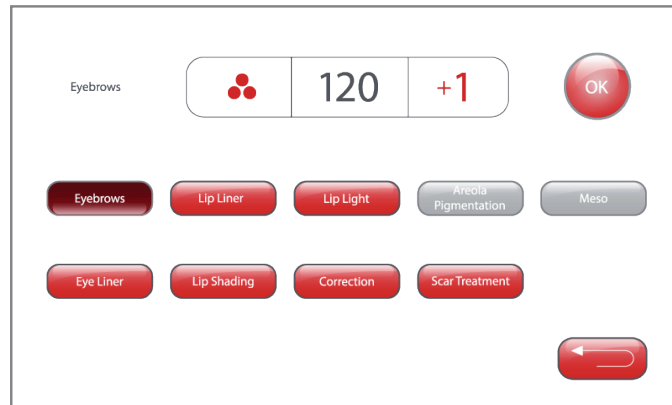 Eyebrows
120
+1
OK
Eyebrows
Lip Liner
Lip Light
Areola
Pigmentation
Meso
Eye Liner
Lip Shading
Correction
Scar Treatment